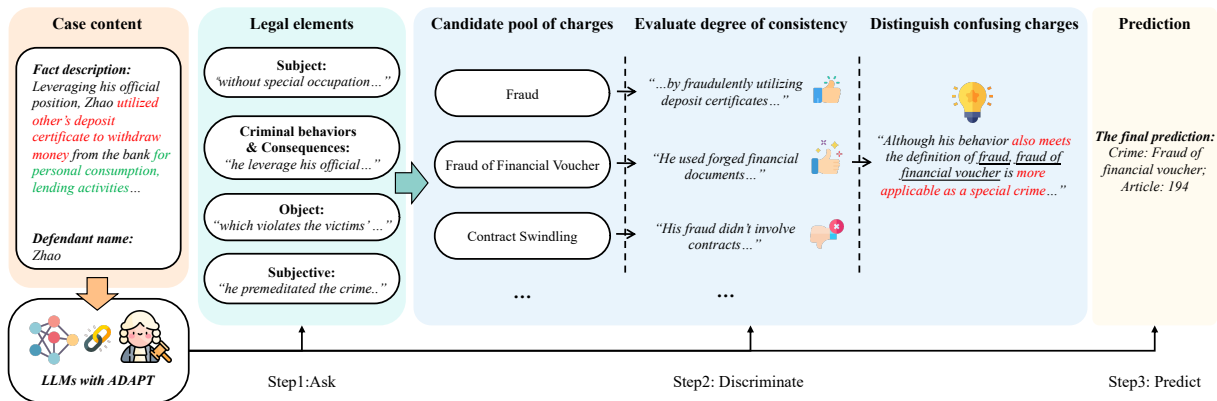 Case content
Fact description:
Leveraging his official
position, Zhao utilized
other's deposit
certificate to withdraw
money from the bank for
personal consumption,
lending activities…
Defendant name:
Zhao
LLMs with ADAPT
Legal elements
Subject:
"without special occupation…"
Criminal behaviors
& Consequences:
"he leverage his official…"
Object:
"which violates the victims' …"
Subjective:
"he premeditated the crime.."
Step1:Ask
Candidate pool of charges
Fraud
Fraud of Financial Voucher
Contract Swindling
…
Evaluate degree of consistency
"…by fraudulently utilizing
deposit certificates…"
"He used forged financial
documents…"
"His fraud didn't involve
contracts…"
…
Distinguish confusing charges
"Although his behavior also meets
the definition of fraud, fraud of
financial voucher is more
applicable as a special crime…"
Step2: Discriminate
Prediction
The final prediction:
Crime: Fraud of
financial voucher;
Article: 194
Step3: Predict